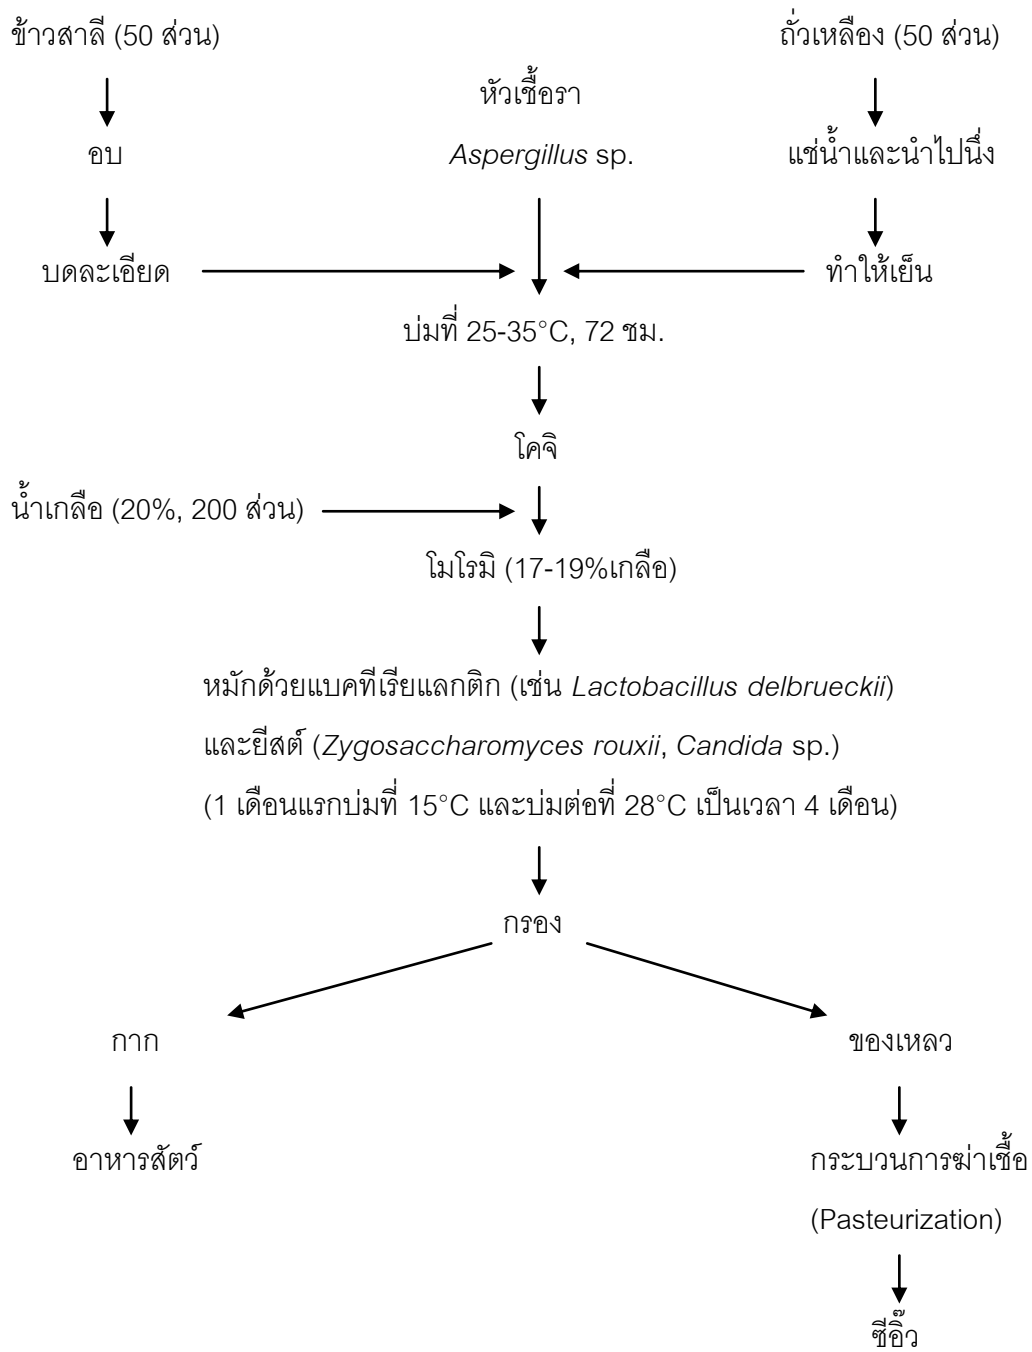 ข้าวสาลี (50 ส่วน)
ถั่วเหลือง (50 ส่วน)
หัวเชื้อรา
อบ
Aspergillus sp.
แช่น้ำและนำไปนึ่ง
บดละเอียด
ทำให้เย็น
บ่มที่ 25-35°C, 72 ชม.
โคจิ
น้ำเกลือ (20%, 200 ส่วน)
โมโรมิ (17-19%เกลือ)
หมักด้วยแบคทีเรียแลกติก (เช่น Lactobacillus delbrueckii)
และยีสต์ (Zygosaccharomyces rouxii, Candida sp.)
(1 เดือนแรกบ่มที่ 15°C และบ่มต่อที่ 28°C เป็นเวลา 4 เดือน)
กรอง
กาก
ของเหลว
อาหารสัตว์
กระบวนการฆ่าเชื้อ
(Pasteurization)
ซีอิ๊ว